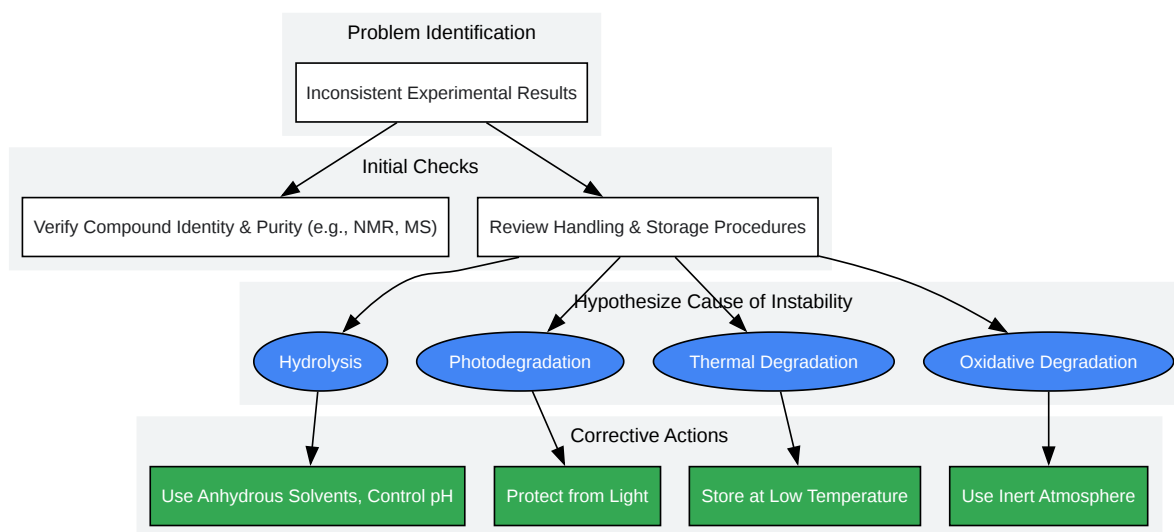 Problem Identification
Inconsistent Experimental Results
Initial Checks
Verify Compound Identity & Purity (e.g., NMR, MS)
Review Handling & Storage Procedures
Hypothesize Cause of Instability
Hydrolysis
Photodegradation
Thermal Degradation
Oxidative Degradation
Corrective Actions
Use Anhydrous Solvents, Control pH
Protect from Light
Store at Low Temperature
Use Inert Atmosphere